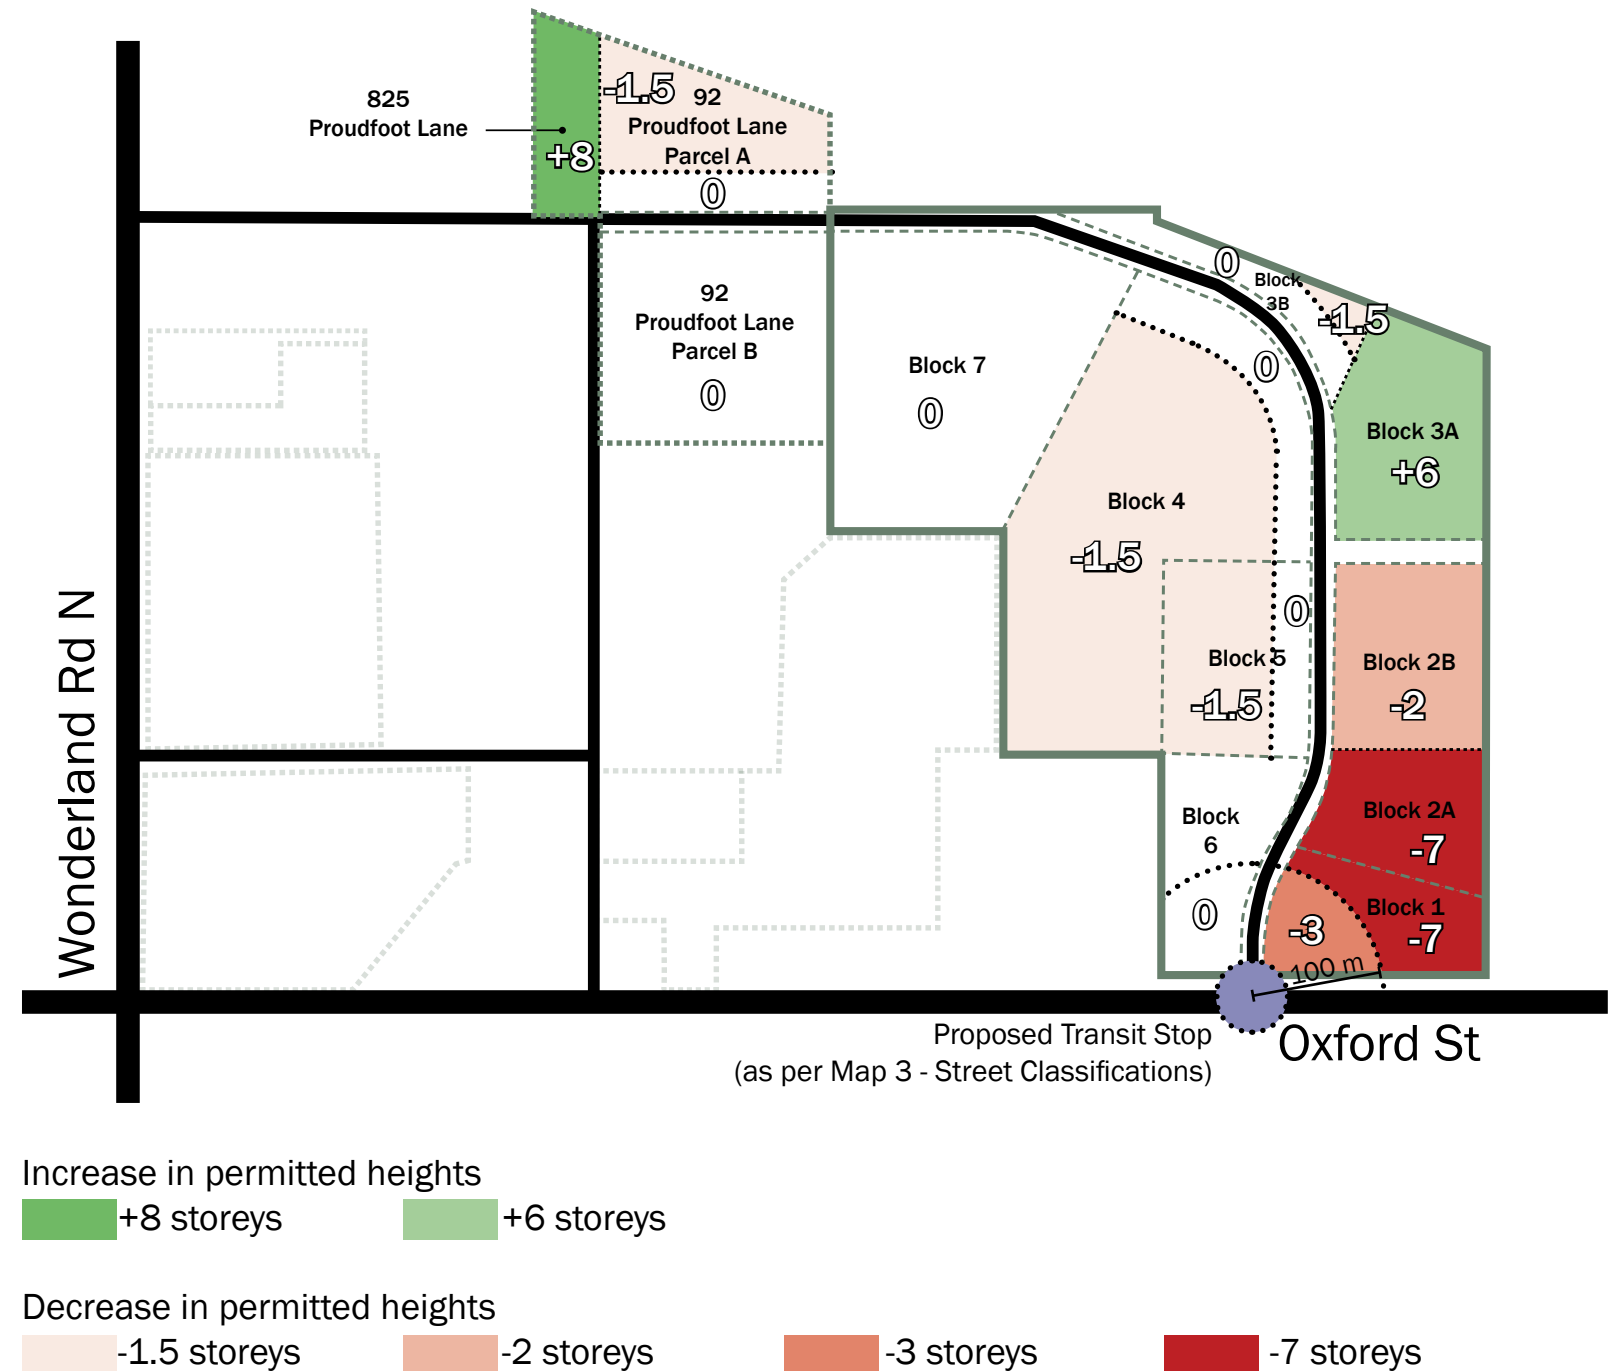 825
Proudfoot Lane
+8
-1.5
92
Proudfoot Lane
Parcel A
0
92
Proudfoot Lane
Parcel B
0
Block 7
0
0
Block
3B
-1.5
0
Block 3A
+6
Block 4
-1.5
0
Block 5
-1.5
Block 2B
-2
Block
6
0
Block 2A
-7
Block 1
-7
-3
100 m
Wonderland Rd N
Proposed Transit Stop
(as per Map 3 - Street Classifications)
Oxford St
Increase in permitted heights
+8 storeys
+6 storeys
Decrease in permitted heights
-1.5 storeys
-2 storeys
-3 storeys
-7 storeys